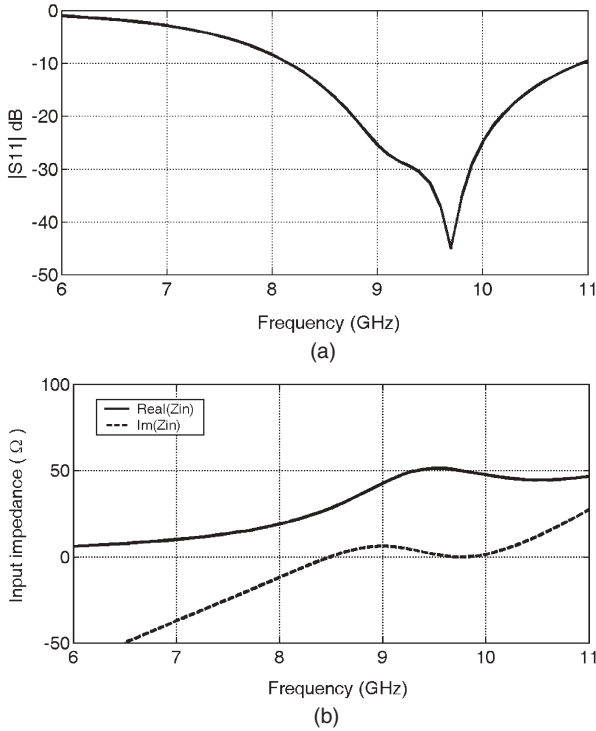 0
-10
-20
-30
-40
-50
|S11| dB
6 7 8 9 10 11
Frequency (GHz)
(a)
100
50
0
-50
Input impedance ( Ω )
Real(Zin)
Im(Zin)
6 7 8 9 10 11
Frequency (GHz)
(b)